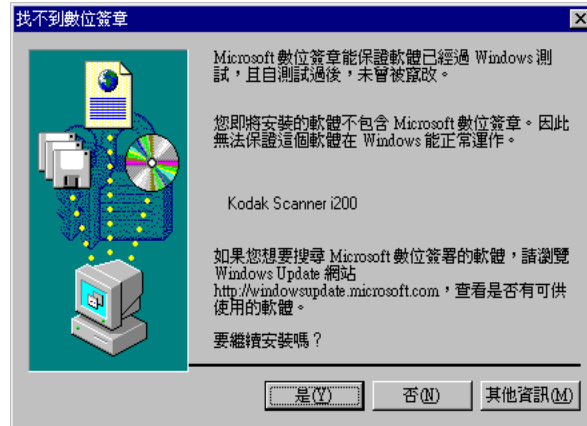 找不到數位簽章
Microsoft 數位簽章能保證軟體已經過 Windows 測
試，且自測試過後，未曾被竄改。
您即將安裝的軟體不包含 Microsoft 數位簽章。因此
無法保證這個軟體在 Windows 能正常運作。
Kodak Scanner i200
如果您想要搜尋 Microsoft 數位簽署的軟體，請瀏覽
Windows Update 網站
http://windowsupdate.microsoft.com，查看是否有可供
使用的軟體。
要繼續安裝嗎？
是(Y) 否(N) 其他資訊(M)